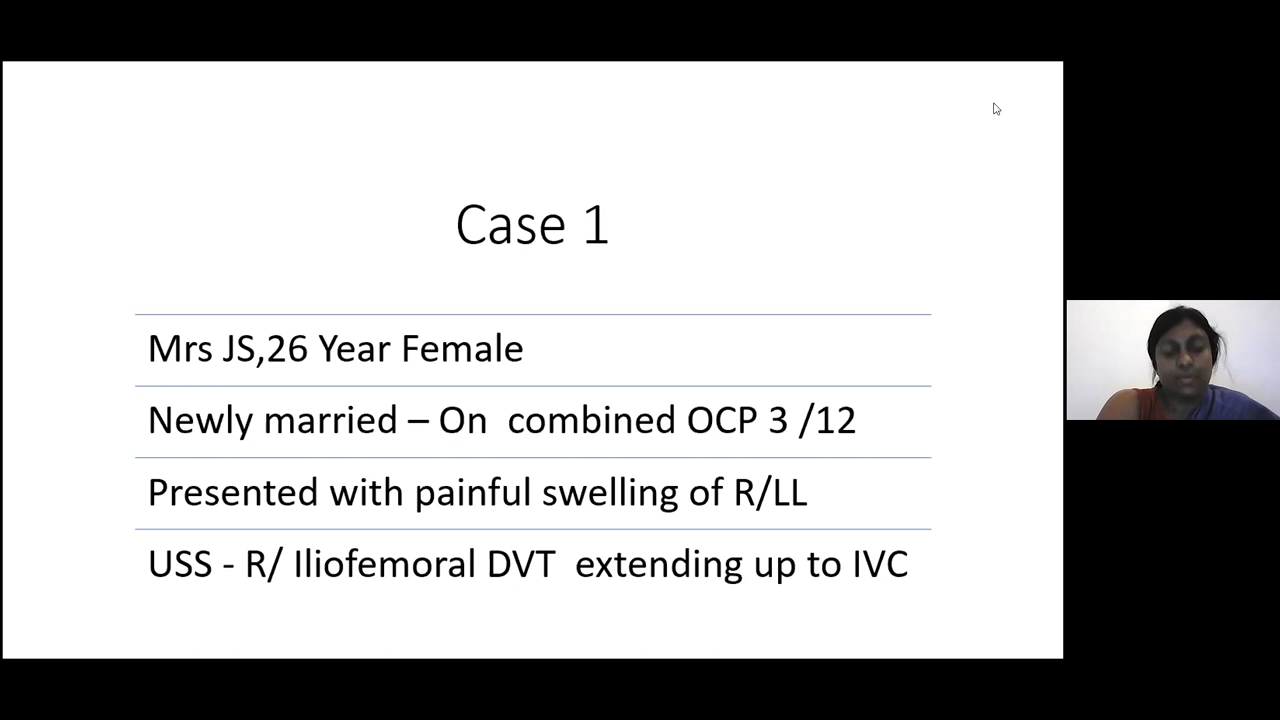 Case 1
Mrs JS,26 Year Female
Newly married – On  combined OCP 3 /12
Presented with painful swelling of R/LL
USS - R/ Iliofemoral DVT  extending up to IVC